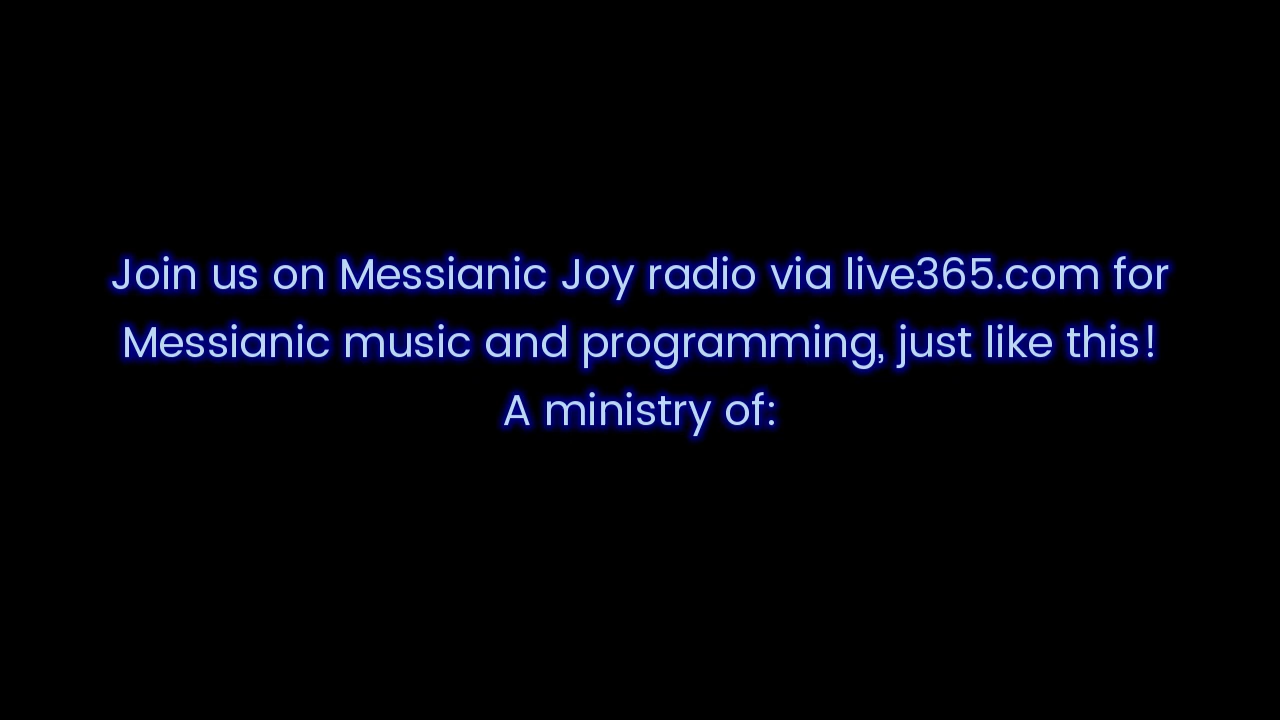 Join us on Messianic Joy radio via live365.com for
Messianic music and programming, just like this!
A ministry of: